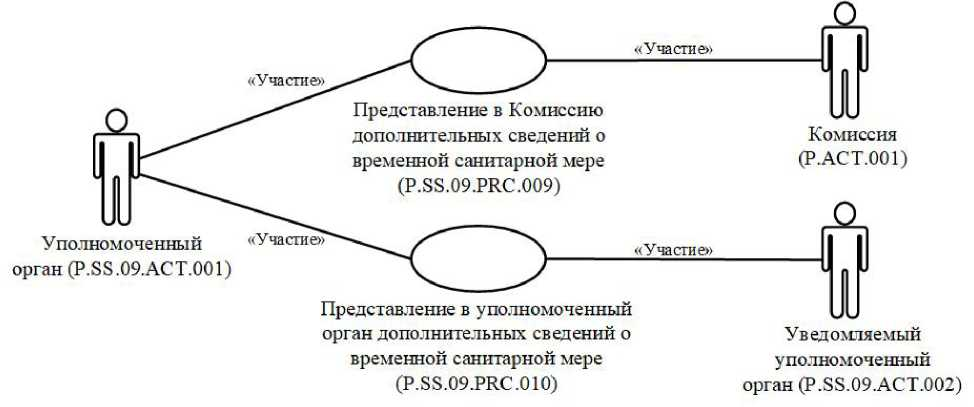 «Участие»
«Участие»
Представление в Комиссию
дополнительных сведений о
временной санитарной мере
(P.SS.09.PRC.009)
Комиссия
(P.ACT.001)
Уполномоченный
орган (P.SS.09.ACT.001)
«Участие»
«Участие»
Представление в уполномоченный
орган дополнительных сведений о
временной санитарной мере
(P.SS.09.PRC.010)
Уведомляемый
уполномоченный
орган (P.SS.09.ACT.002)